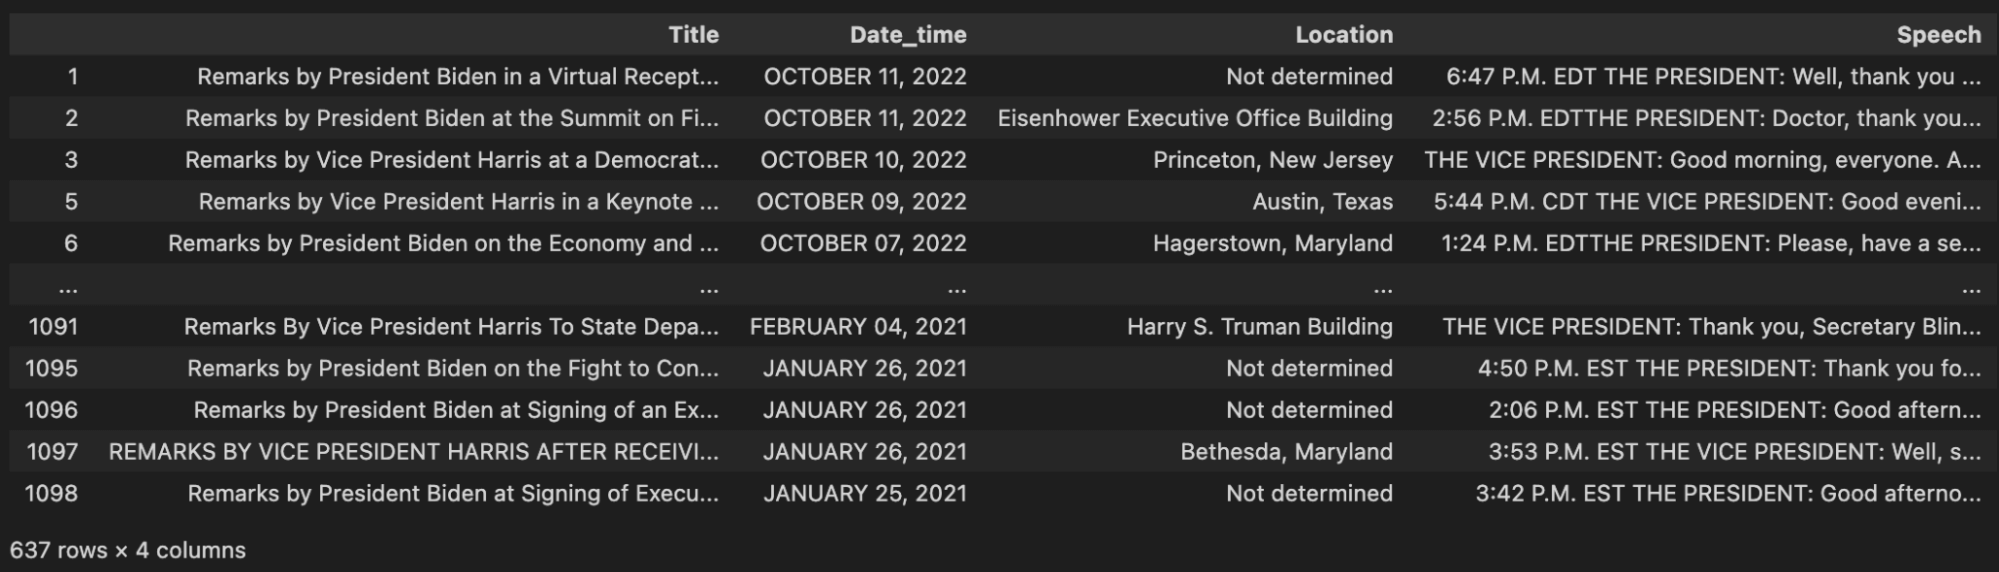 Title Date_time Location Speech
1 Remarks by President Biden in a Virtual Recept... OCTOBER 11, 2022 Not determined 6:47 P.M. EDT THE PRESIDENT: Well, thank you ...
2 Remarks by President Biden at the Summit on Fi... OCTOBER 11, 2022 Eisenhower Executive Office Building 2:56 P.M. EDTTHE PRESIDENT: Doctor, thank you...
3 Remarks by Vice President Harris at a Democrat... OCTOBER 10, 2022 Princeton, New Jersey THE VICE PRESIDENT: Good morning, everyone. A...
5 Remarks by Vice President Harris in a Keynote ... OCTOBER 09, 2022 Austin, Texas 5:44 P.M. CDT THE VICE PRESIDENT: Good eveni...
6 Remarks by President Biden on the Economy and ... OCTOBER 07, 2022 Hagerstown, Maryland 1:24 P.M. EDTTHE PRESIDENT: Please, have a se...
... ... ... ... ...
1091 Remarks By Vice President Harris To State Depa... FEBRUARY 04, 2021 Harry S. Truman Building THE VICE PRESIDENT: Thank you, Secretary Blin...
1095 Remarks by President Biden on the Fight to Con... JANUARY 26, 2021 Not determined 4:50 P.M. EST THE PRESIDENT: Thank you fo...
1096 Remarks by President Biden at Signing of an Ex... JANUARY 26, 2021 Not determined 2:06 P.M. EST THE PRESIDENT: Good aftern...
1097 REMARKS BY VICE PRESIDENT HARRIS AFTER RECEIVI... JANUARY 26, 2021 Bethesda, Maryland 3:53 P.M. EST THE VICE PRESIDENT: Well, s...
1098 Remarks by President Biden at Signing of Execu... JANUARY 25, 2021 Not determined 3:42 P.M. EST THE PRESIDENT: Good afterno...
637 rows × 4 columns